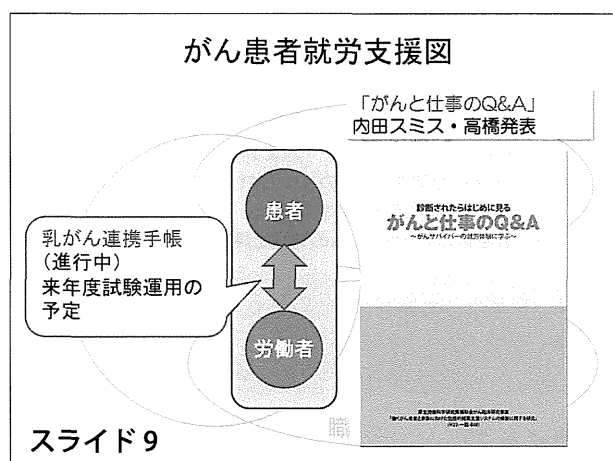 がん患者就労支援図
「がんと仕事のQ&A」
内田スミス・高橋発表
患者
労働者
乳がん連携手帳
(進行中)
来年度試験運用の
予定
診断されたらはじめに見る
がんと仕事のQ&A
~がんサバイバーの就労体験に学ぶ~
スライド 9